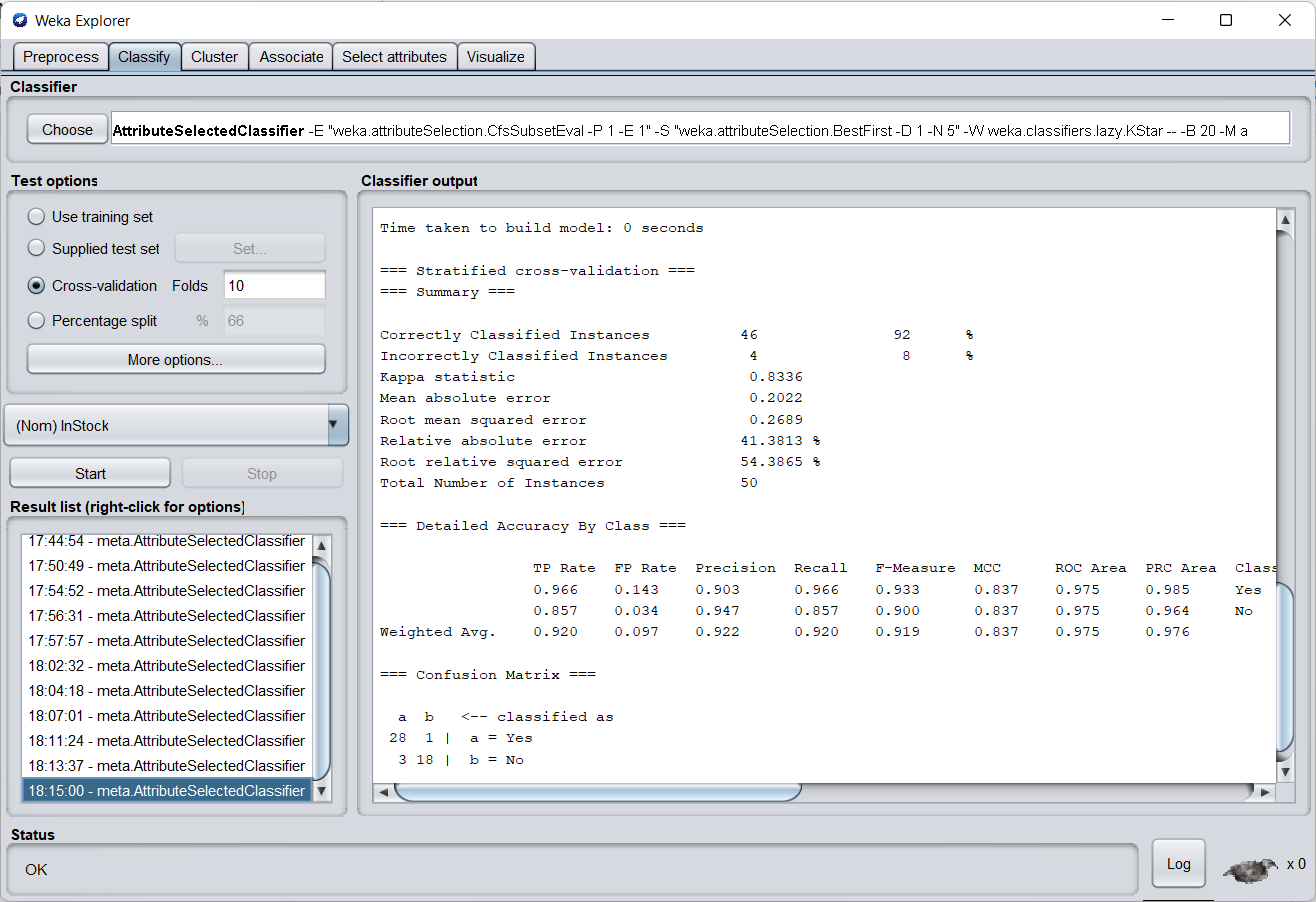 Weka Explorer
Preprocess Classify Cluster Associate Select attributes Visualize
Classifier
Choose AttributeSelectedClassifier -E "weka.attributeSelection.CfsSubsetEval -P 1 -E 1" -S "weka.attributeSelection.BestFirst -D 1 -N 5" -W weka.classifiers.lazy.KStar -- -B 20 -M a
Test options
Use training set
Supplied test set Set...
Cross-validation Folds 10
Percentage split % 66
More options...
(Nom) InStock
Start Stop
Result list (right-click for options)
17:44:54 - meta.AttributeSelectedClassifier
17:50:49 - meta.AttributeSelectedClassifier
17:54:52 - meta.AttributeSelectedClassifier
17:56:31 - meta.AttributeSelectedClassifier
17:57:57 - meta.AttributeSelectedClassifier
18:02:32 - meta.AttributeSelectedClassifier
18:04:18 - meta.AttributeSelectedClassifier
18:07:01 - meta.AttributeSelectedClassifier
18:11:24 - meta.AttributeSelectedClassifier
18:13:37 - meta.AttributeSelectedClassifier
18:15:00 - meta.AttributeSelectedClassifier
Classifier output
Time taken to build model: 0 seconds
=== Stratified cross-validation ===
=== Summary ===
Correctly Classified Instances 46 92 %
Incorrectly Classified Instances 4 8 %
Kappa statistic 0.8336
Mean absolute error 0.2022
Root mean squared error 0.2689
Relative absolute error 41.3813 %
Root relative squared error 54.3865 %
Total Number of Instances 50
=== Detailed Accuracy By Class ===
TP Rate FP Rate Precision Recall F-Measure MCC ROC Area PRC Area Class
0.966 0.143 0.903 0.966 0.933 0.837 0.975 0.985 Yes
0.857 0.034 0.947 0.857 0.900 0.837 0.975 0.964 No
Weighted Avg. 0.920 0.097 0.922 0.920 0.919 0.837 0.975 0.976
=== Confusion Matrix ===
a b <-- classified as
28 1 | a = Yes
3 18 | b = No
Status
OK
Log
x 0